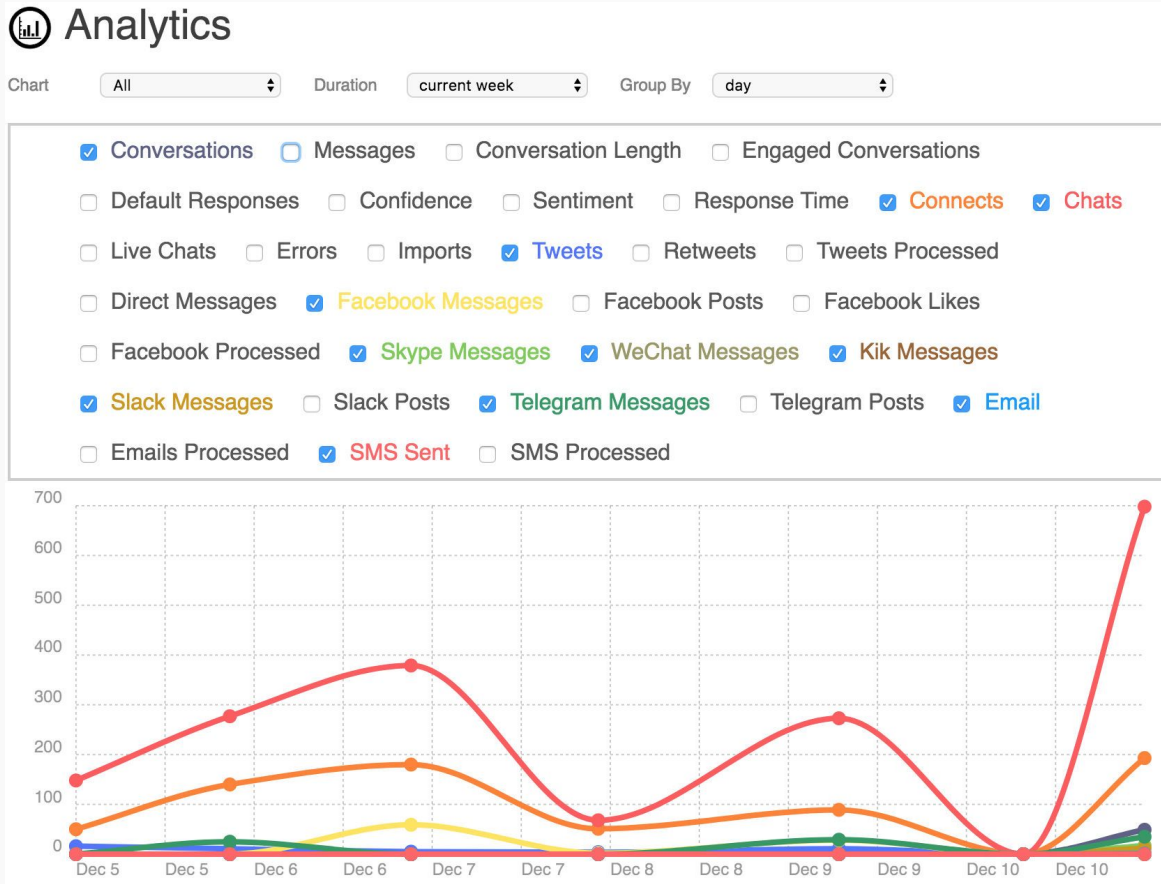 Analytics
Chart All Duration current week Group By day
Conversations Messages Conversation Length Engaged Conversations
Default Responses Confidence Sentiment Response Time Connects Chats
Live Chats Errors Imports Tweets Retweets Tweets Processed
Direct Messages Facebook Messages Facebook Posts Facebook Likes
Facebook Processed Skype Messages WeChat Messages Kik Messages
Slack Messages Slack Posts Telegram Messages Telegram Posts Email
Emails Processed SMS Sent SMS Processed
700
600
500
400
300
200
100
0
Dec 5 Dec 5 Dec 6 Dec 6 Dec 7 Dec 7 Dec 8 Dec 8 Dec 9 Dec 9 Dec 10 Dec 10